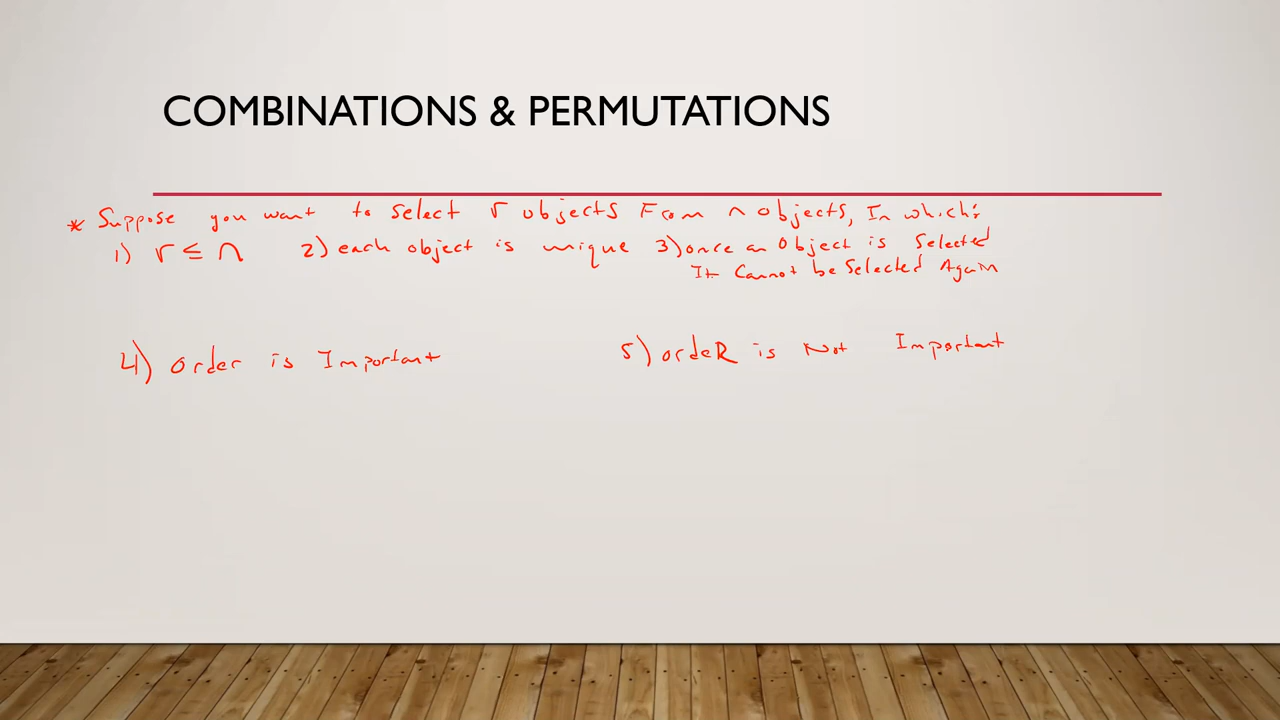 COMBINATIONS & PERMUTATIONS
* Suppose you want to select r objects From n objects, In which:
1) r ≤ n 2) each object is unique 3) once an object is Selected
It Cannot be Selected Again
4) order is Important 5) ordeR is Not Important